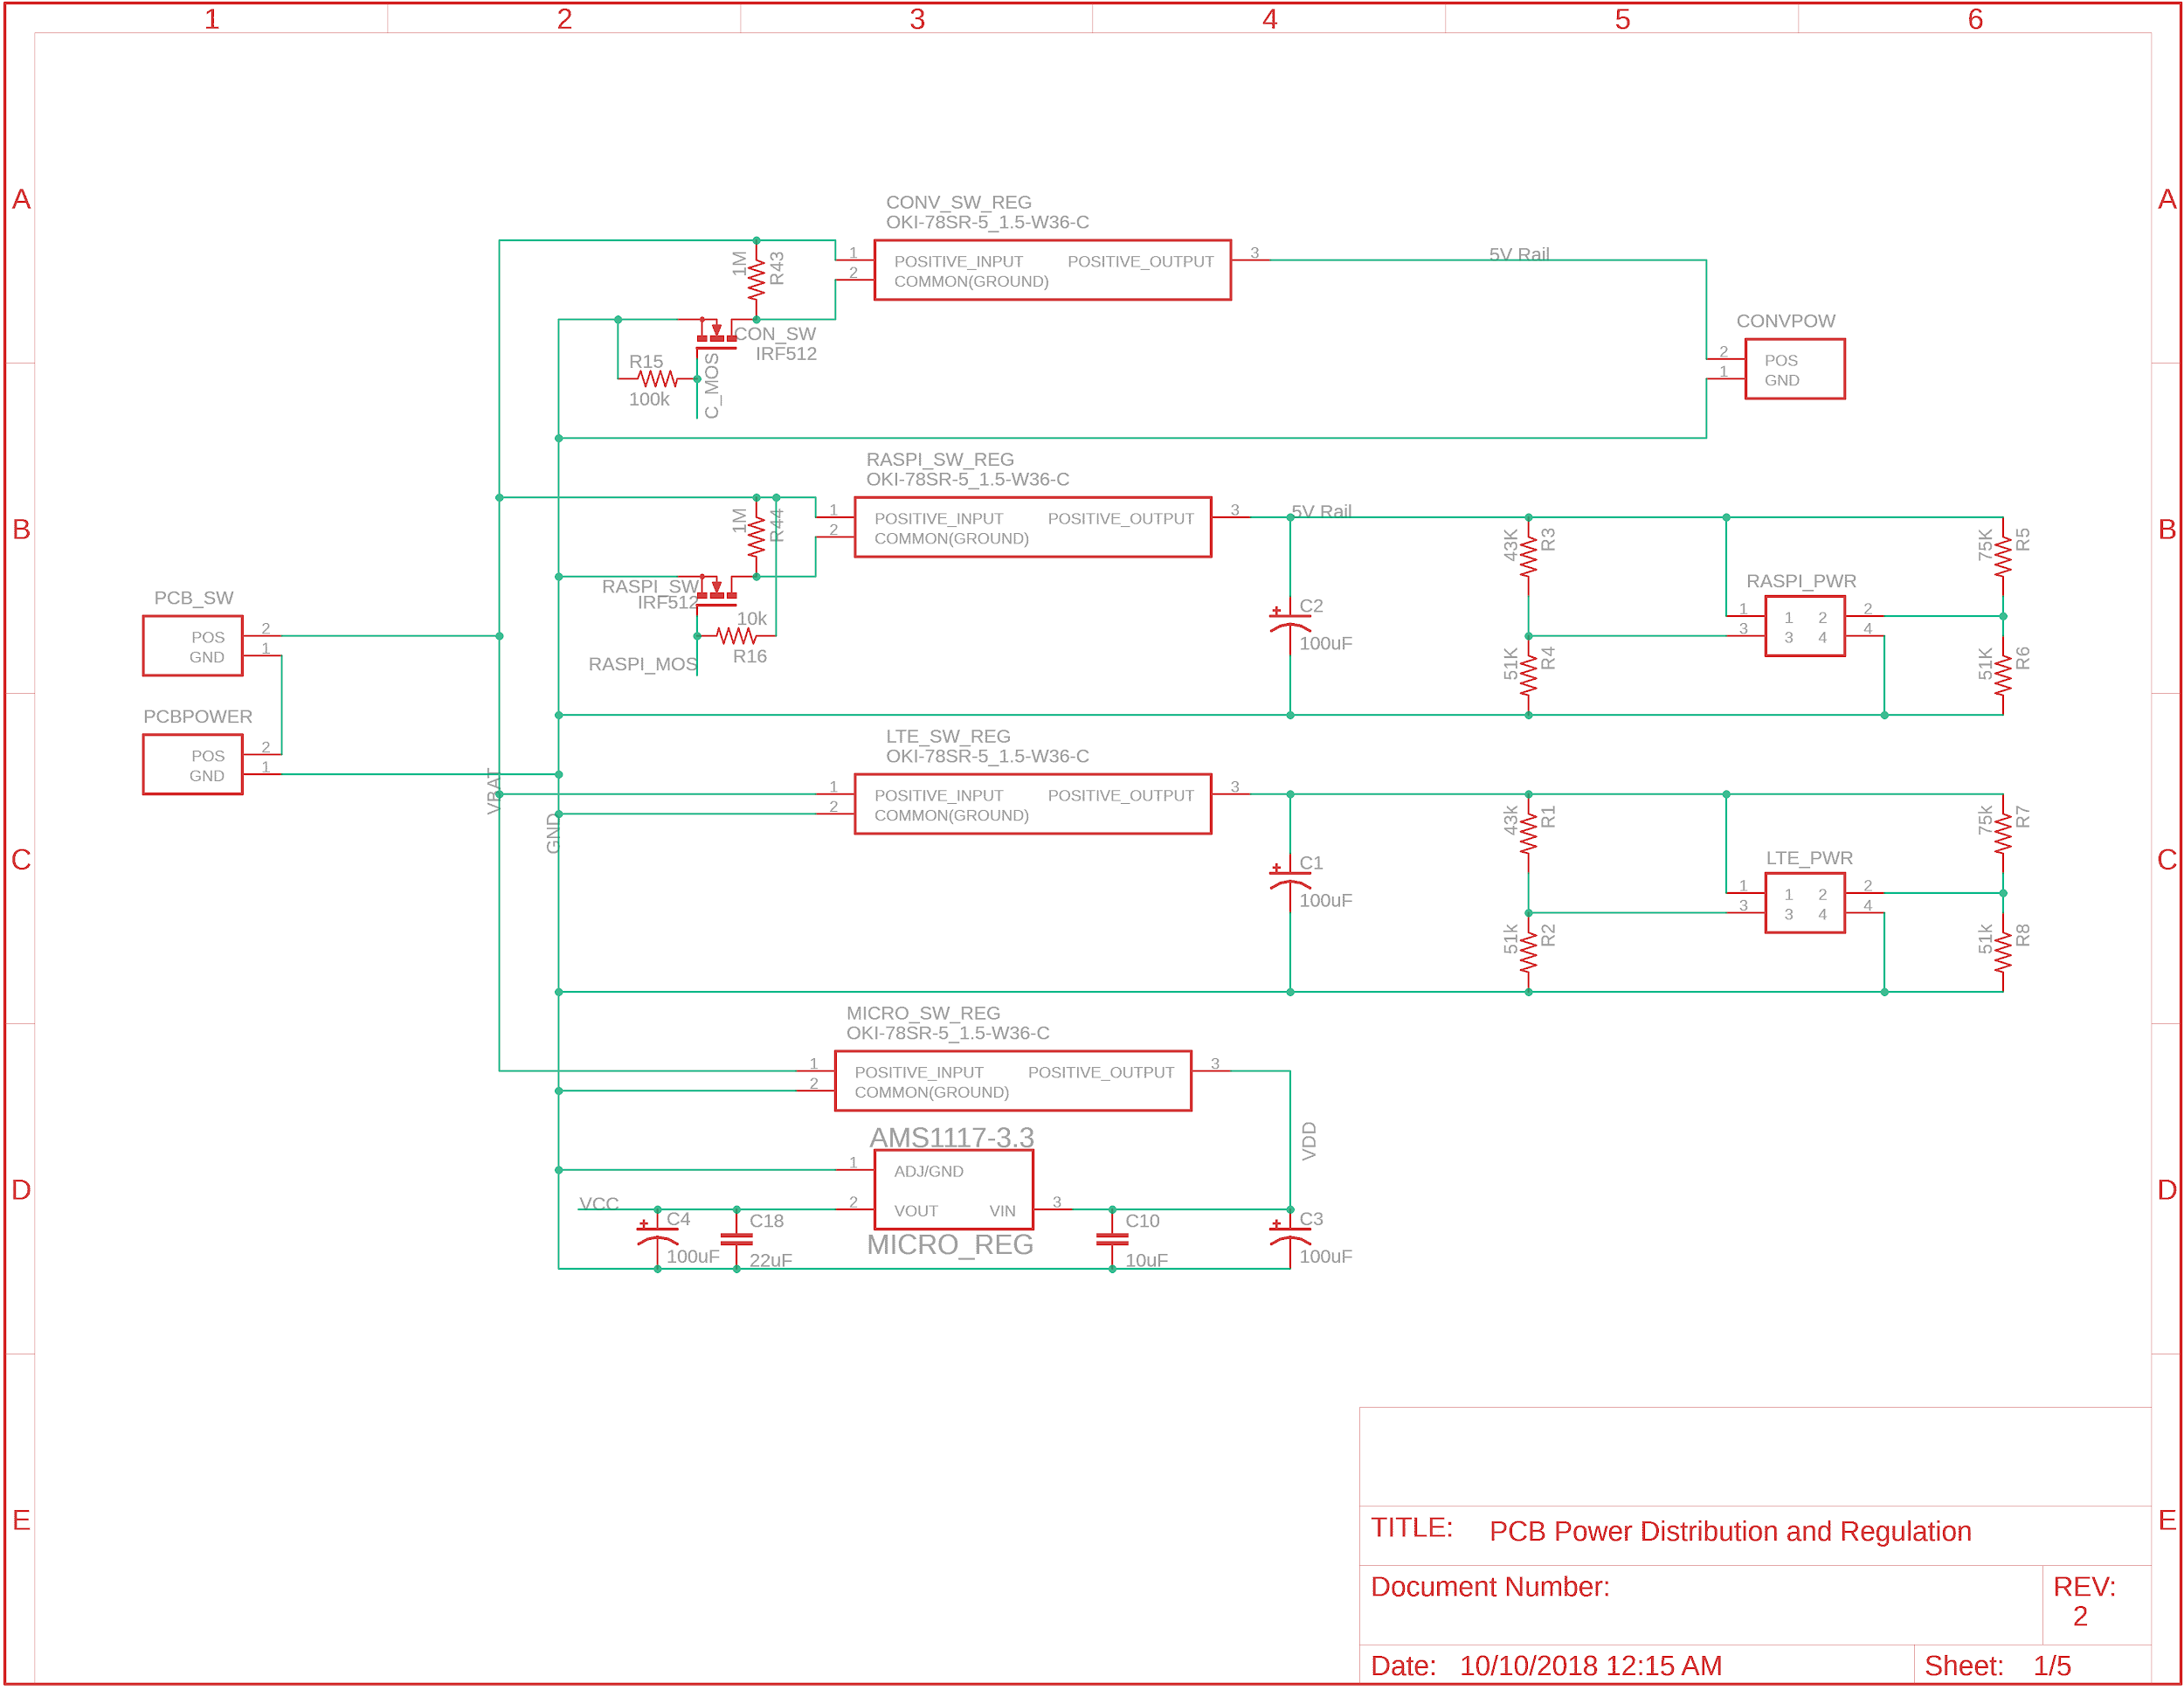 1 2 3 4 5 6
A A
CONV_SW_REG
OKI-78SR-5_1.5-W36-C
1 POSITIVE_INPUT POSITIVE_OUTPUT 3
2 COMMON(GROUND)
5V Rail
1M
R43
CON_SW
IRF512
R15
100k
C_MOS
CONVPOW
2 POS
1 GND
B B
RASPI_SW_REG
OKI-78SR-5_1.5-W36-C
1 POSITIVE_INPUT POSITIVE_OUTPUT 3
2 COMMON(GROUND)
5V Rail
1M
R44
RASPI_SW
IRF512
10k
R16
RASPI_MOS
C2
100uF
43K
R3
51K
R4
RASPI_PWR
1 1 2 2
3 3 4 4
75K
R5
51K
R6
PCB_SW
POS 2
GND 1
PCBPOWER
POS 2
GND 1
VBAT
GND
C C
LTE_SW_REG
OKI-78SR-5_1.5-W36-C
1 POSITIVE_INPUT POSITIVE_OUTPUT 3
2 COMMON(GROUND)
C1
100uF
43k
R1
51k
R2
LTE_PWR
1 1 2 2
3 3 4 4
75k
R7
51k
R8
MICRO_SW_REG
OKI-78SR-5_1.5-W36-C
1 POSITIVE_INPUT POSITIVE_OUTPUT 3
2 COMMON(GROUND)
VDD
D D
AMS1117-3.3
1 ADJ/GND
2 VOUT VIN 3
MICRO_REG
VCC
C4
100uF
C18
22uF
C10
10uF
C3
100uF
E E
TITLE: PCB Power Distribution and Regulation
Document Number:
REV:
2
Date: 10/10/2018 12:15 AM
Sheet: 1/5